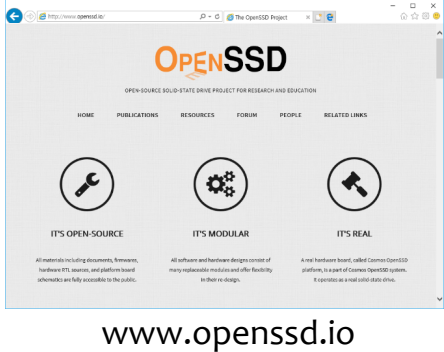 http://www.openssd.io/
The OpenSSD Project
OPENSSD
OPEN-SOURCE SOLID-STATE DRIVE PROJECT FOR RESEARCH AND EDUCATION
HOME PUBLICATIONS RESOURCES FORUM PEOPLE RELATED LINKS
IT'S OPEN-SOURCE IT'S MODULAR IT'S REAL
All materials including documents, firmwares,
hardware RTL sources, and platform board
schematics are fully accessible to the public.
All software and hardware designs consist of
many replaceable modules and offer flexibility
in their re-design.
A real hardware board, called Cosmos OpenSSD
platform, is a part of Cosmos OpenSSD system.
It operates as a real solid-state drive.
www.openssd.io